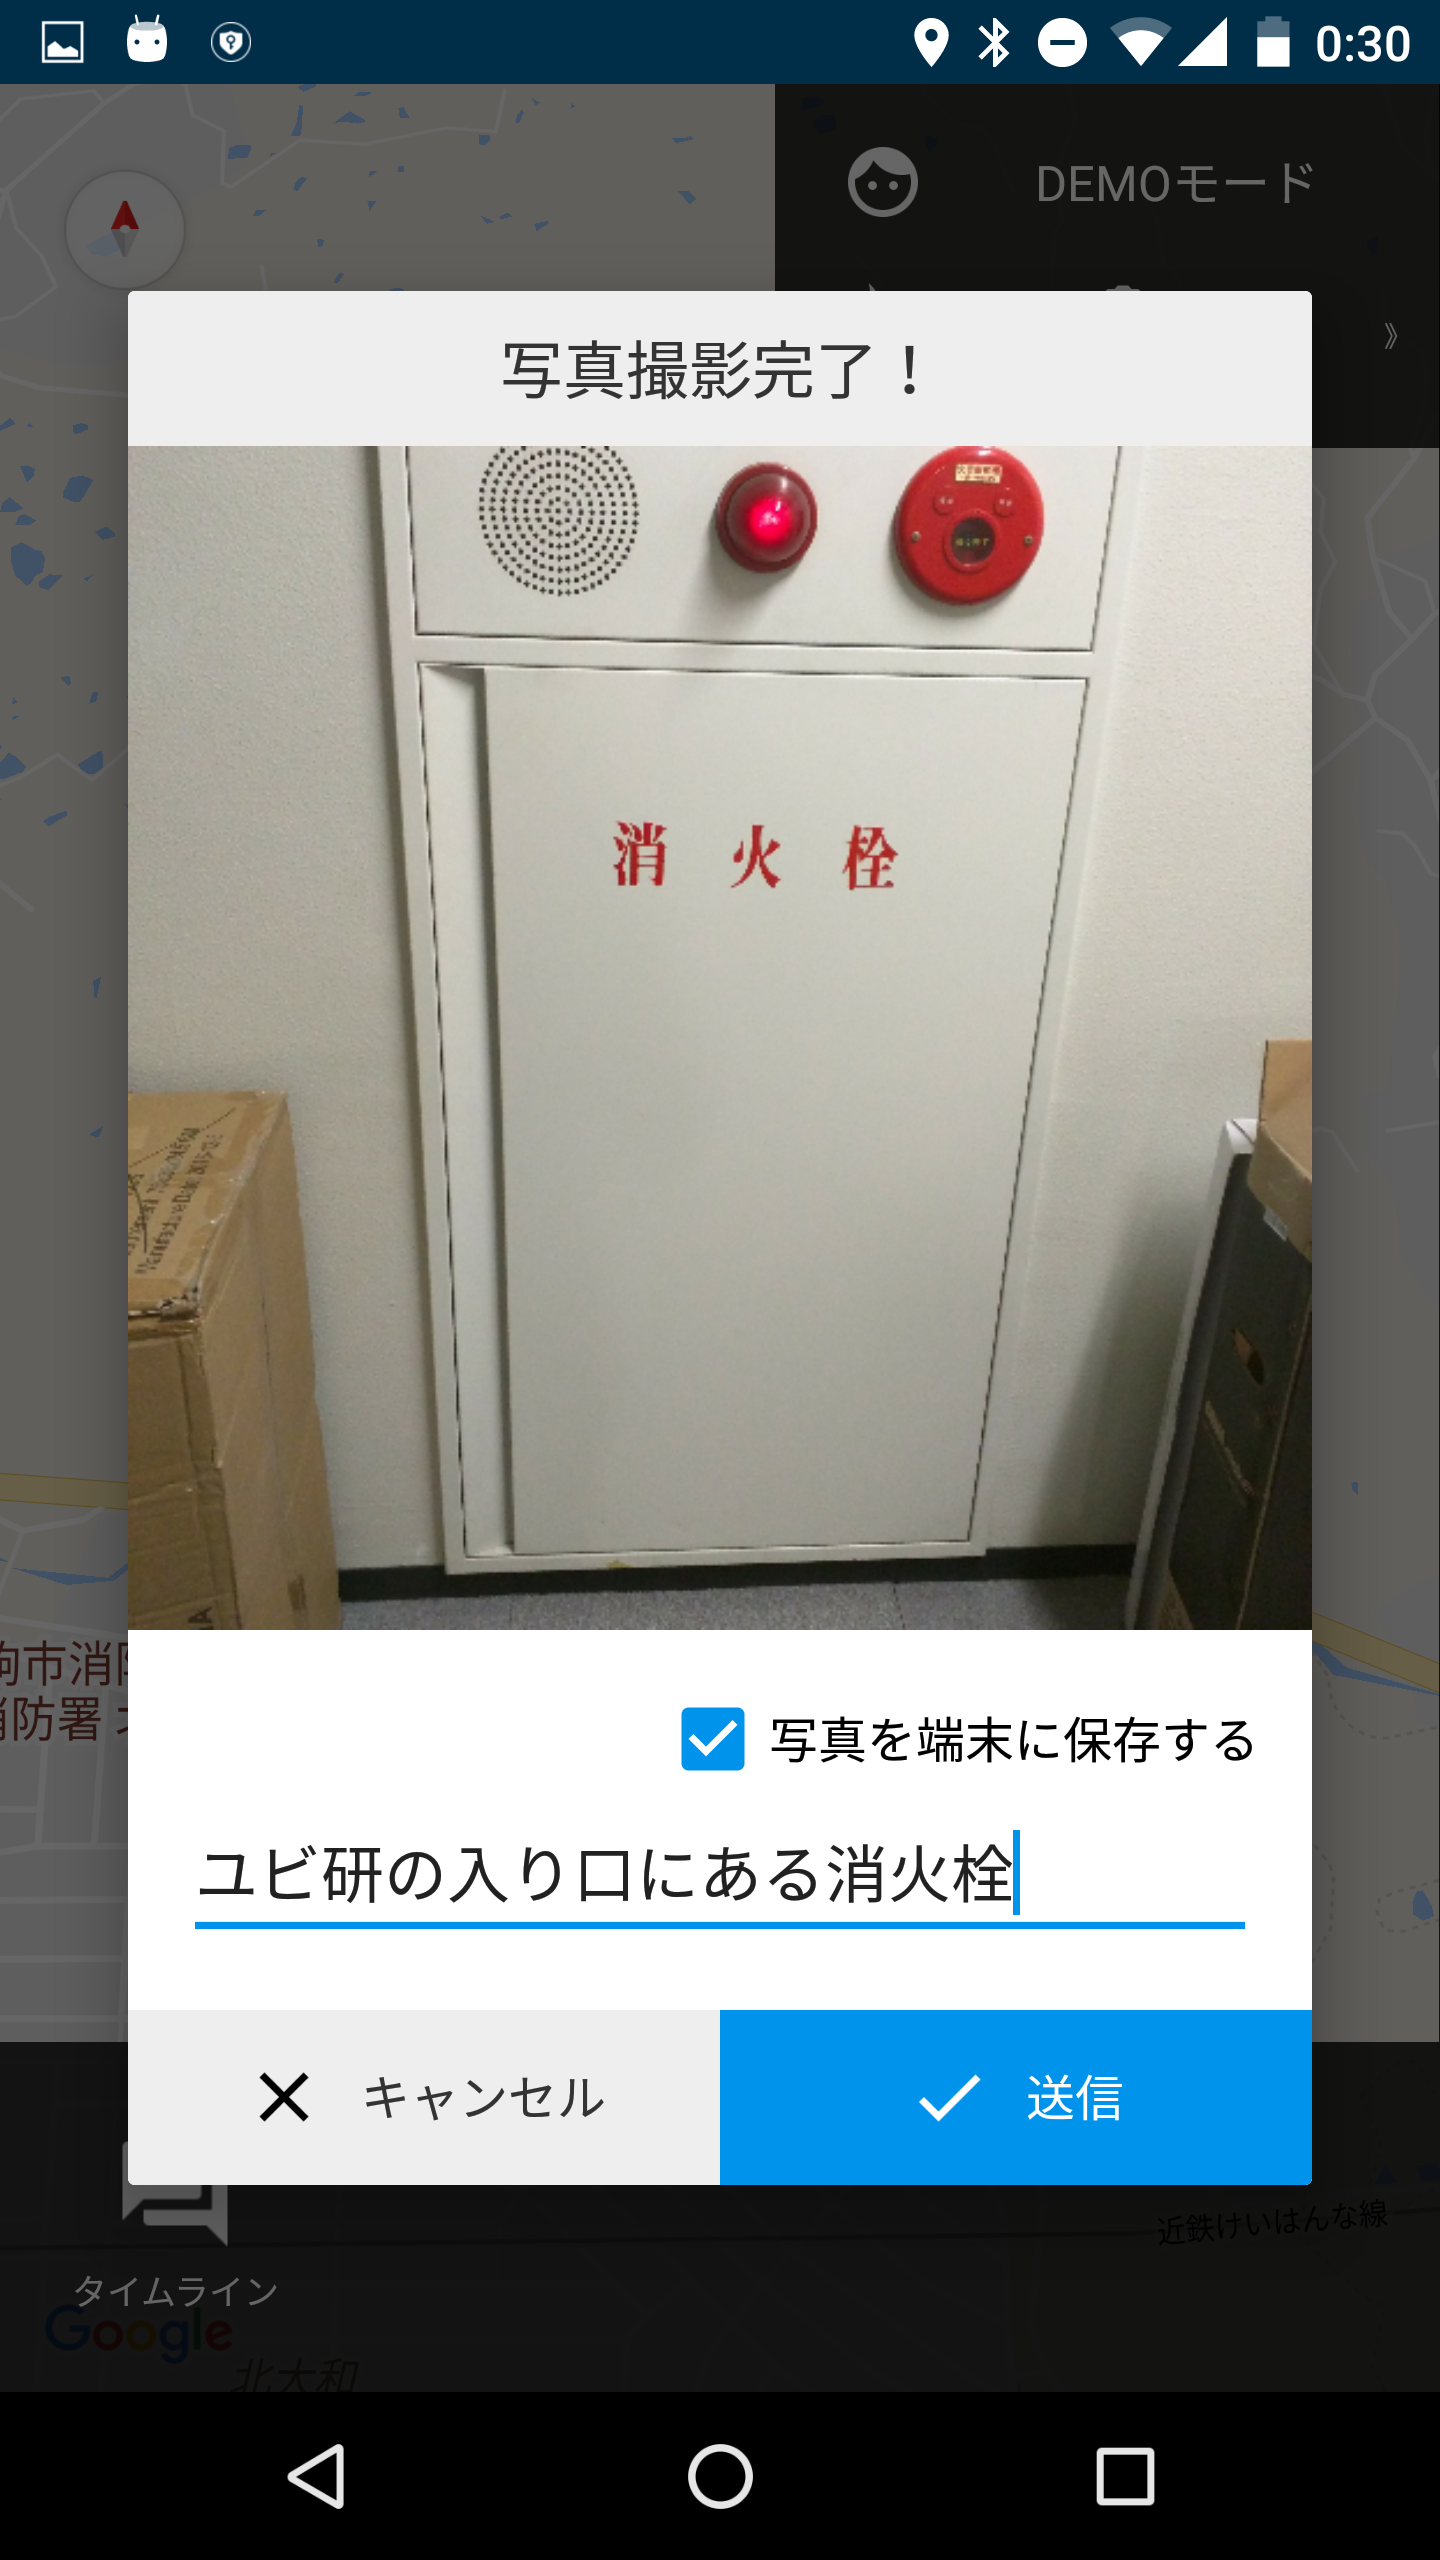 0:30
DEMOモード
》
写真撮影完了！
消火栓
駒市消防
消防署
写真を端末に保存する
ユビ研の入り口にある消火栓
キャンセル
送信
近鉄けいはんな線
タイムライン
Google
北大和